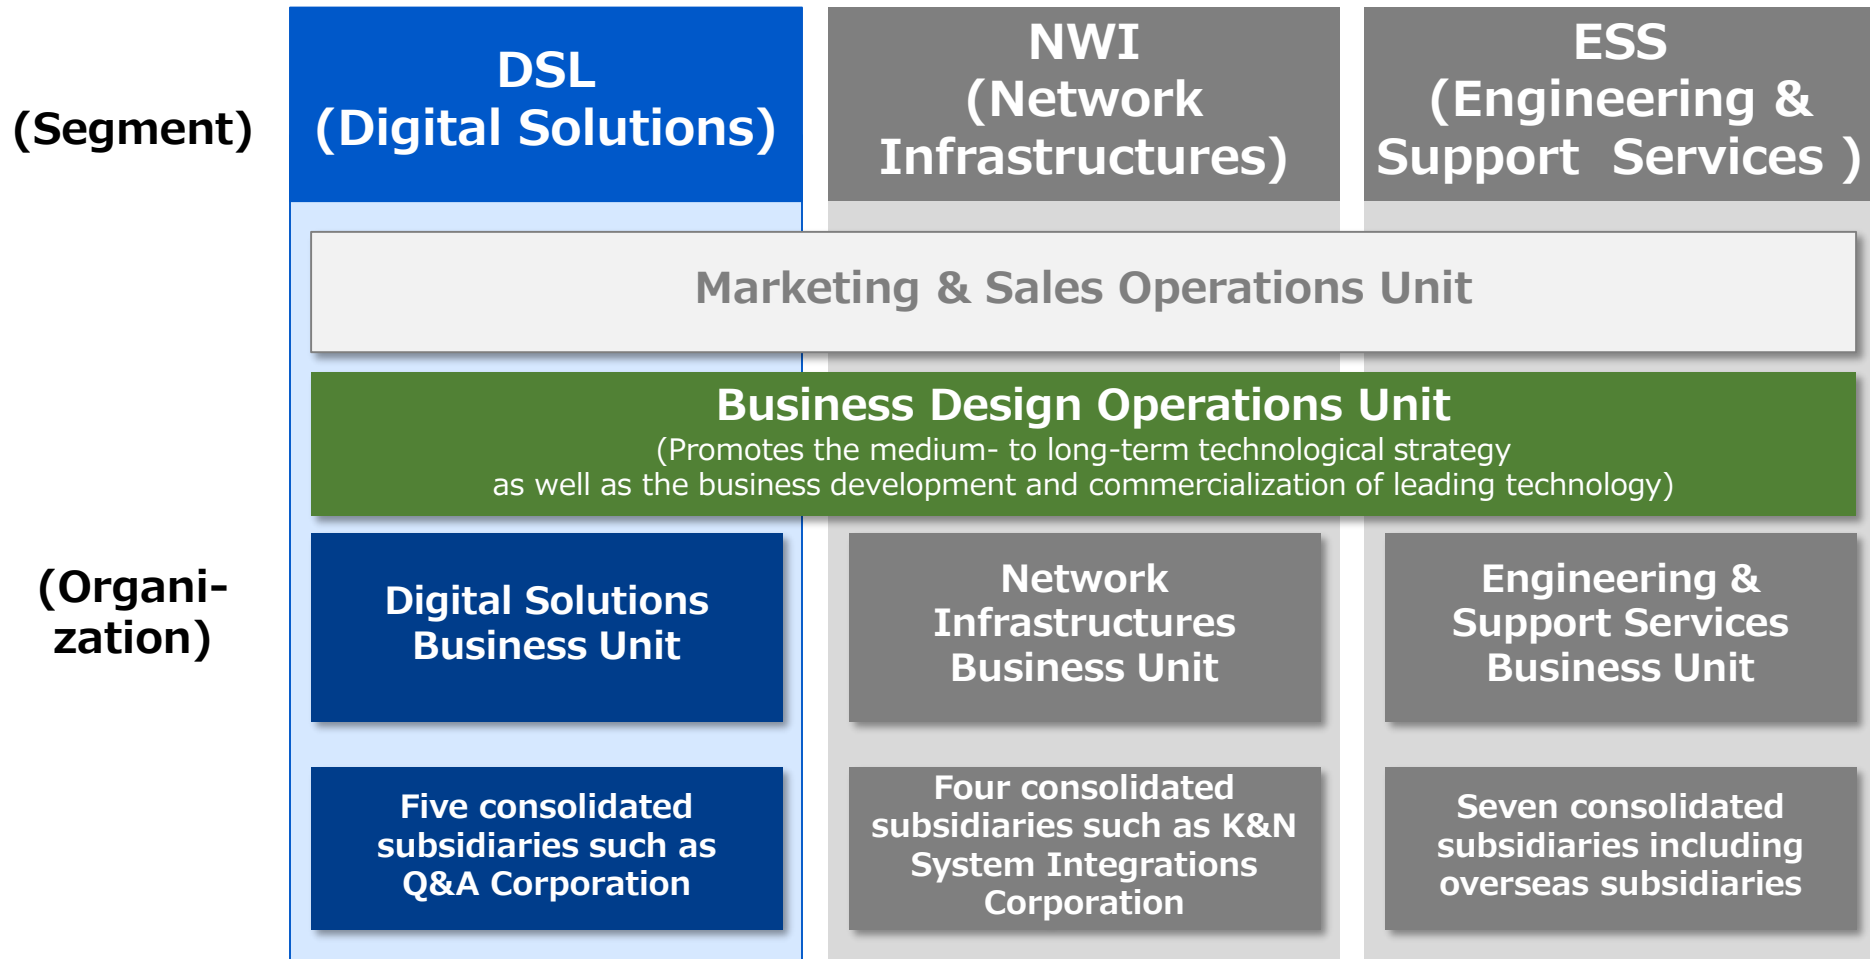 (Segment)
DSL
(Digital Solutions)
NWI
(Network
Infrastructures)
ESS
(Engineering &
Support  Services )
Marketing & Sales Operations Unit
Business Design Operations Unit
(Promotes the medium- to long-term technological strategy
as well as the business development and commercialization of leading technology)
(Organi-
zation)
Digital Solutions
Business Unit
Network
Infrastructures
Business Unit
Engineering &
Support Services
Business Unit
Five consolidated
subsidiaries such as
Q&A Corporation
Four consolidated
subsidiaries such as K&N
System Integrations
Corporation
Seven consolidated
subsidiaries including
overseas subsidiaries